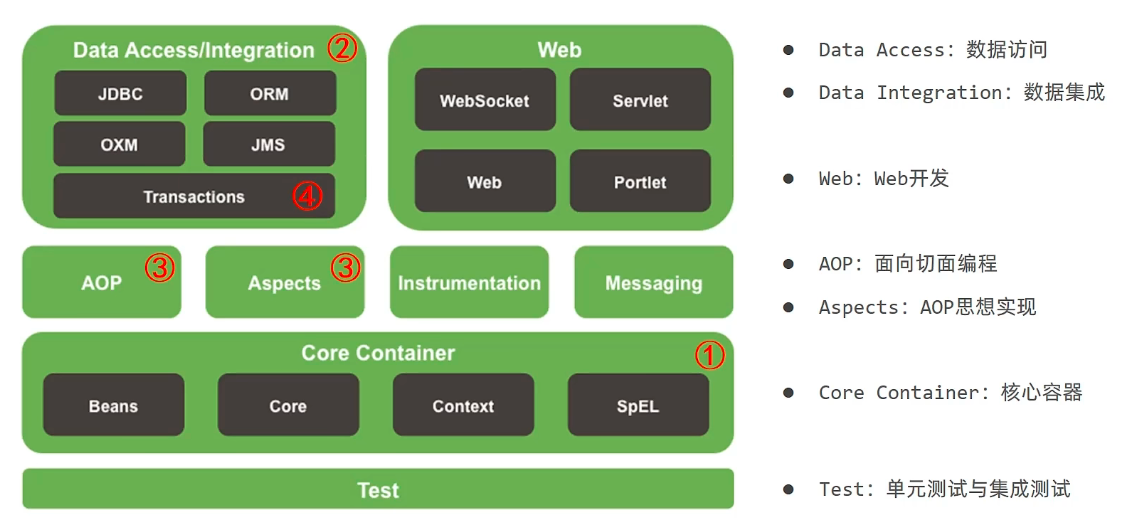 Data Access/Integration ②
JDBC ORM
OXM JMS
Transactions ④
Web
WebSocket Servlet
Web Portlet
AOP ③
Aspects ③
Instrumentation
Messaging
Core Container ①
Beans Core Context SpEL
Test
● Data Access: 数据访问
● Data Integration: 数据集成
● Web: Web开发
● AOP: 面向切面编程
● Aspects: AOP思想实现
● Core Container: 核心容器
● Test: 单元测试与集成测试